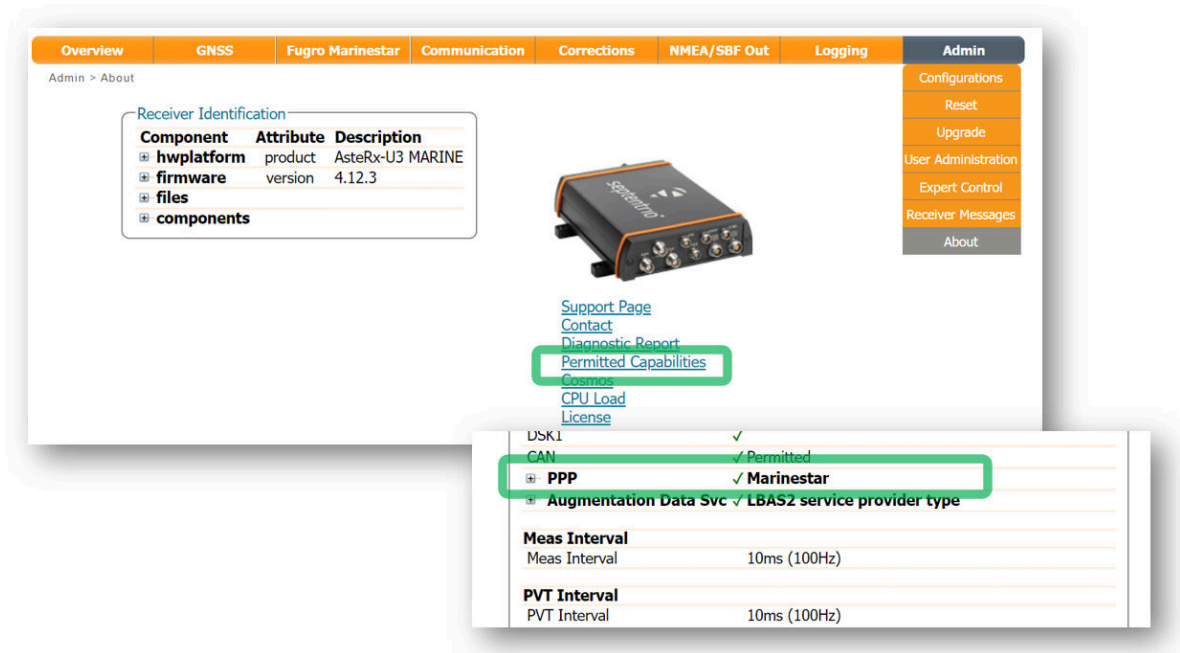 Overview GNSS Fugro Marinestar Communication Corrections NMEA/SBF Out Logging Admin
Admin > About
Configurations
Reset
Upgrade
User Administration
Expert Control
Receiver Messages
About
Receiver Identification
Component Attribute Description
hwplatform product AsteRx-U3 MARINE
firmware version 4.12.3
files
components
septentrio
Support Page
Contact
Diagnostic Report
Permitted Capabilities
Cosmos
CPU Load
License
DSK1 ✓
CAN ✓ Permitted
PPP ✓ Marinestar
Augmentation Data Svc ✓ LBAS2 service provider type
Meas Interval
Meas Interval 10ms (100Hz)
PVT Interval
PVT Interval 10ms (100Hz)